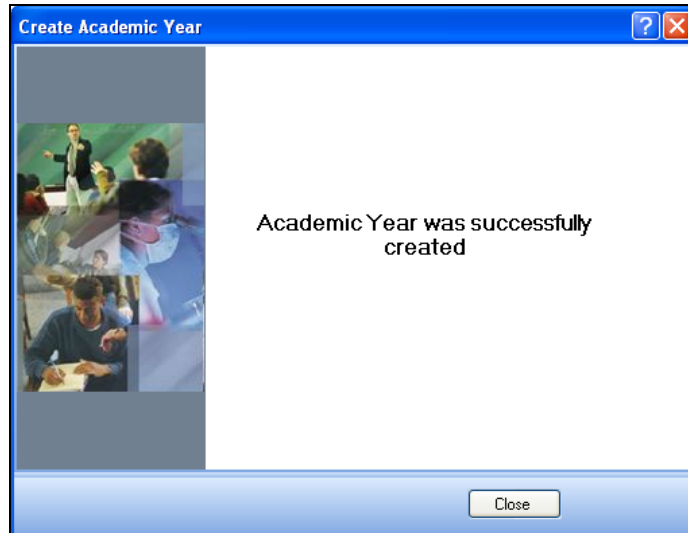 Create Academic Year
?
Academic Year was successfully
created
Close